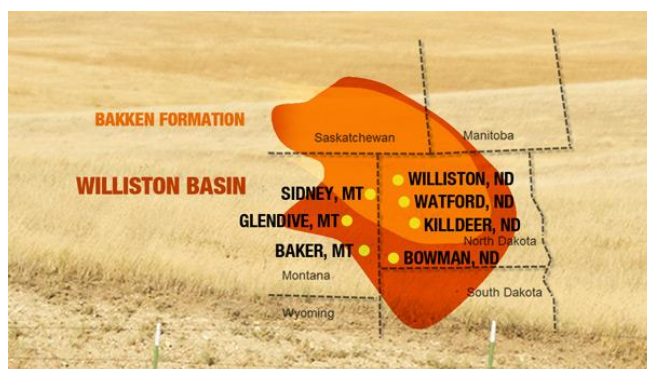 BAKKEN FORMATION
Saskatchewan
Manitoba
WILLISTON BASIN
WILLISTON, ND
SIDNEY, MT
WATFORD, ND
GLENDIVE, MT
KILLDEER, ND
North Dakota
BAKER, MT
BOWMAN, ND
Montana
South Dakota
Wyoming